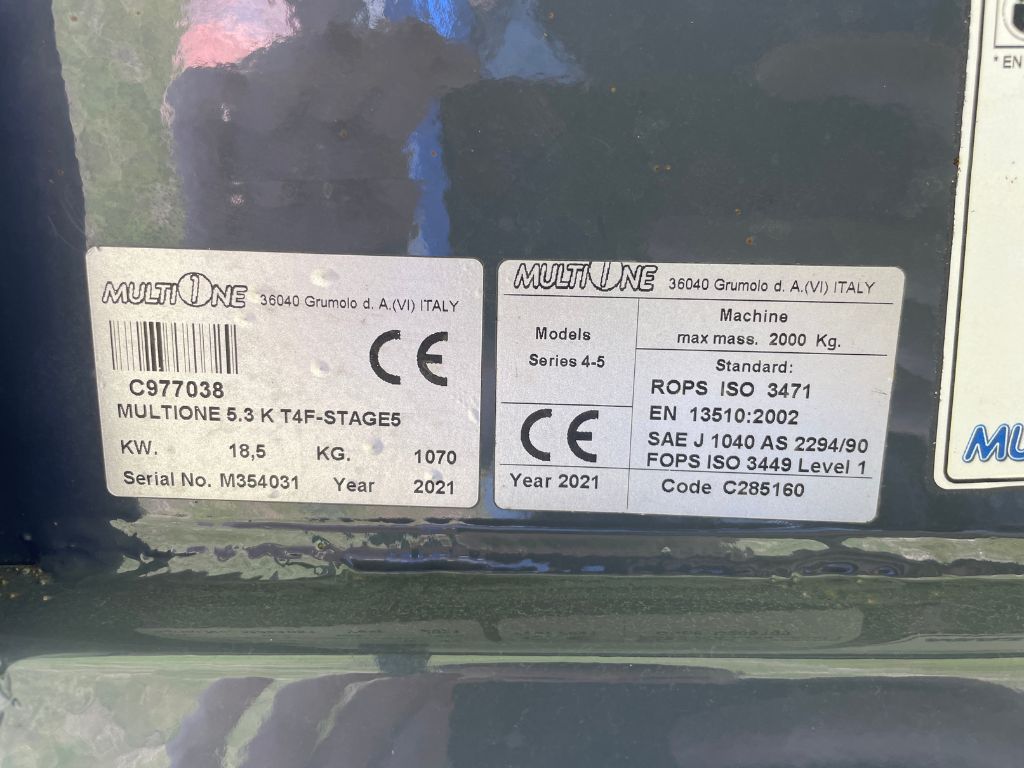 MULTIONE 36040 Grumolo d. A.(VI) ITALY
CE
C977038
MULTIONE 5.3 K T4F-STAGE5
KW. 18,5 KG. 1070
Serial No. M354031 Year 2021
MULTIONE 36040 Grumolo d. A.(VI) ITALY
Models
Series 4-5
CE
Year 2021
Machine
max mass. 2000 Kg.
Standard:
ROPS ISO 3471
EN 13510:2002
SAE J 1040 AS 2294/90
FOPS ISO 3449 Level 1
Code C285160
* EN